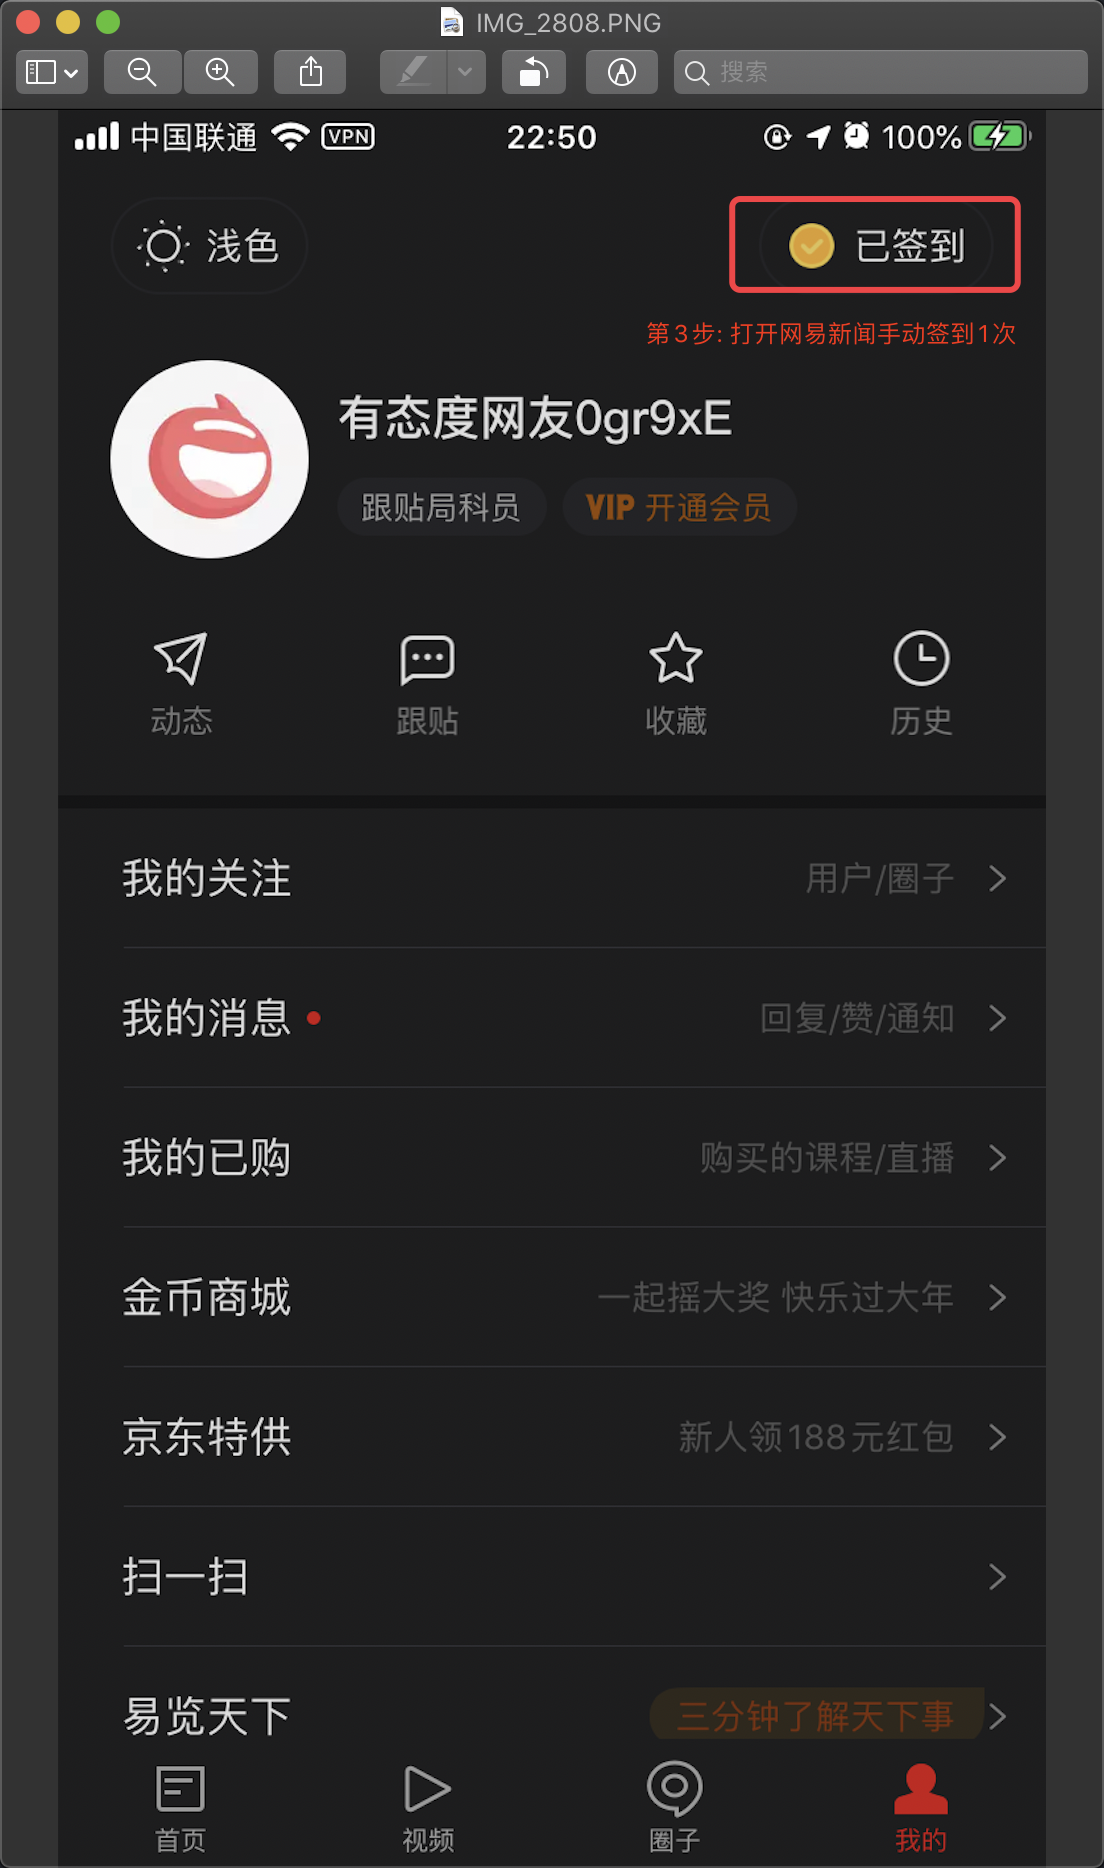 IMG_2808.PNG
搜索
中国联通 VPN 22:50 100%
浅色 已签到
第3步: 打开网易新闻手动签到1次
有态度网友0gr9xE
跟贴局科员 VIP 开通会员
动态 跟贴 收藏 历史
我的关注 用户/圈子
我的消息 回复/赞/通知
我的已购 购买的课程/直播
金币商城 一起摇大奖 快乐过大年
京东特供 新人领188元红包
扫一扫
易览天下 三分钟了解天下事
首页 视频 圈子 我的